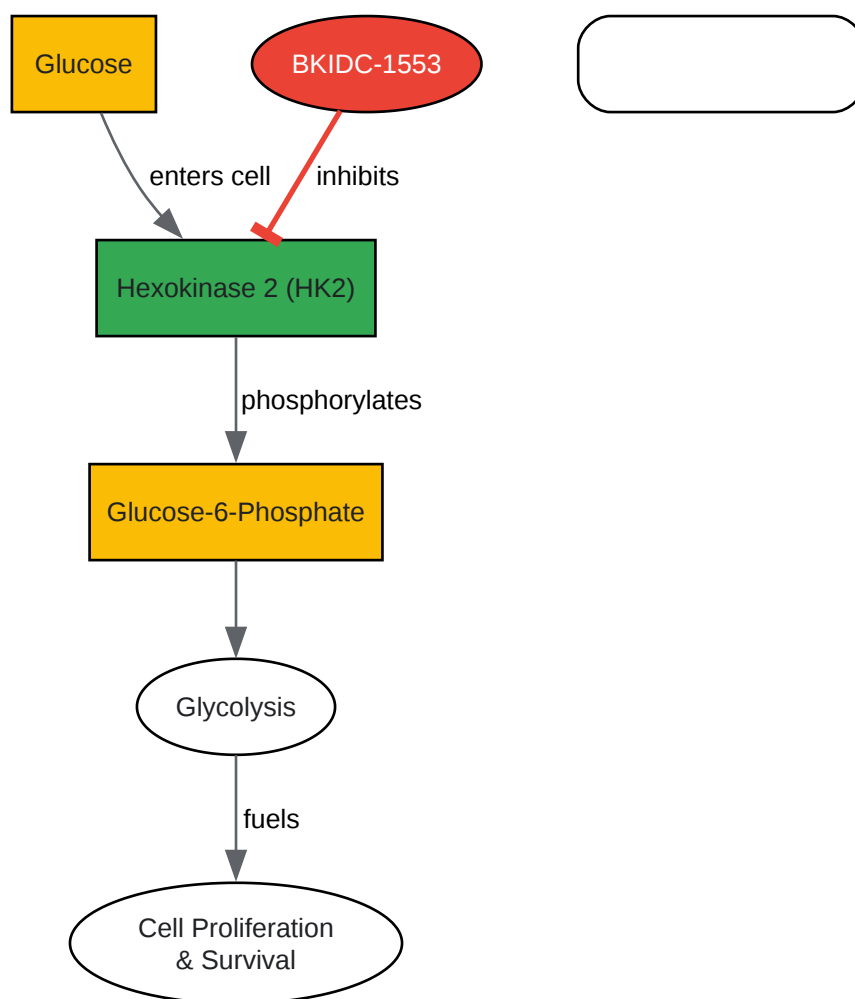 Glucose
BKIDC-1553
enters cell
inhibits
Hexokinase 2 (HK2)
phosphorylates
Glucose-6-Phosphate
Glycolysis
fuels
Cell Proliferation
& Survival